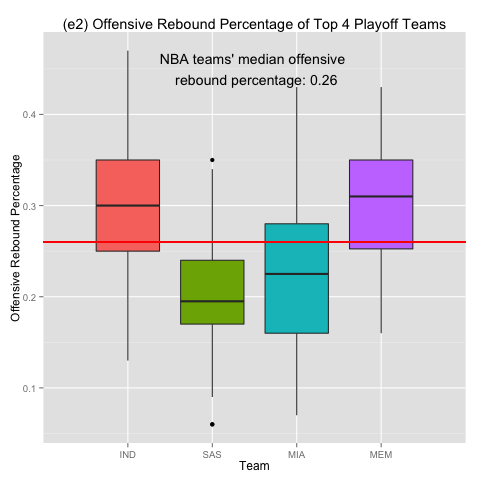 (e2) Offensive Rebound Percentage of Top 4 Playoff Teams
NBA teams' median offensive
rebound percentage: 0.26
Offensive Rebound Percentage
0.4
0.3
0.2
0.1
IND SAS MIA MEM
Team